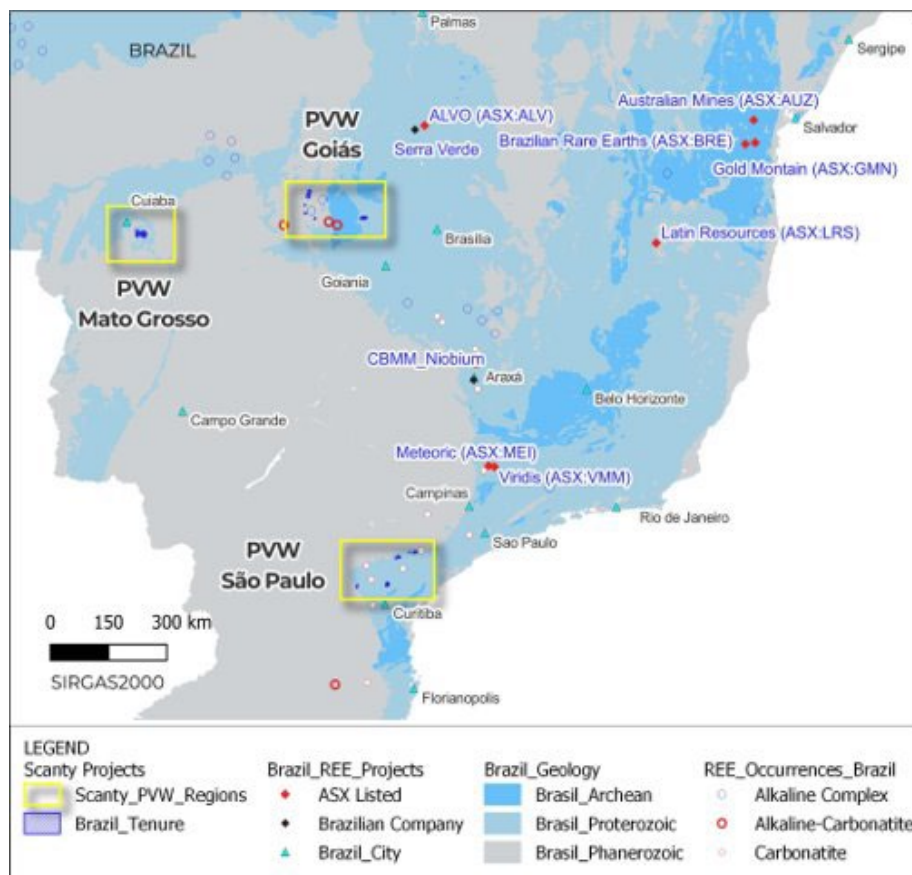 Palmas
BRAZIL
Sergipe
PVW
Goiás
ALVO (ASX:ALV)
Serra Verde
Australian Mines (ASX:AUZ)
Salvador
Brazilian Rare Earths (ASX:BRE)
Gold Montain (ASX:GMN)
Cuiaba
Brasilia
Latin Resources (ASX:LRS)
Goiania
PVW
Mato Grosso
CBMM_Niobium
Araxá
Belo Horizonte
Campo Grande
Meteoric (ASX:MEI)
Viridis (ASX:VMM)
Campinas
Rio de Janeiro
Sao Paulo
PVW
São Paulo
Curitiba
0 150 300 km
SIRGAS2000
Florianopolis
LEGEND
Scanty Projects
Scanty_PVW_Regions
Brazil_Tenure
Brazil_REE_Projects
ASX Listed
Brazilian Company
Brazil_City
Brazil_Geology
Brasil_Archean
Brasil_Proterozoic
Brasil_Phanerozoic
REE_Occurrences_Brazil
Alkaline Complex
Alkaline-Carbonatite
Carbonatite